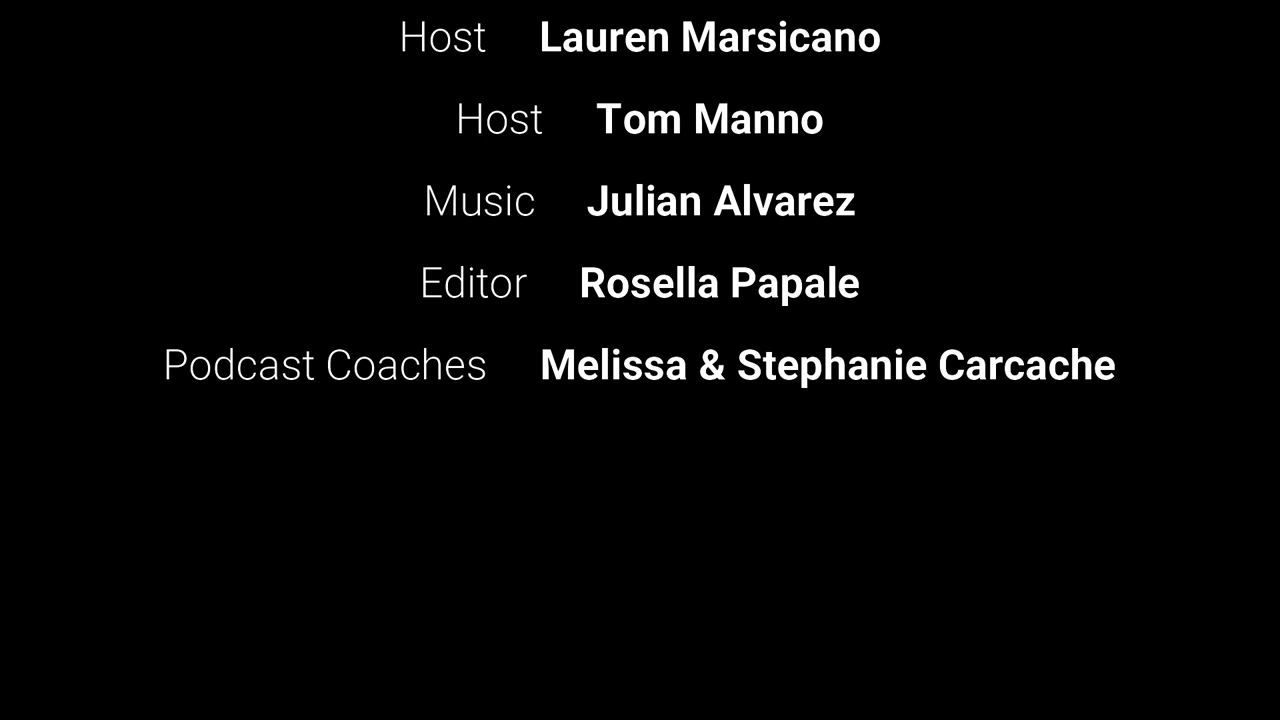 Host Lauren Marsicano
Host Tom Manno
Music Julian Alvarez
Editor Rosella Papale
Podcast Coaches Melissa & Stephanie Carcache